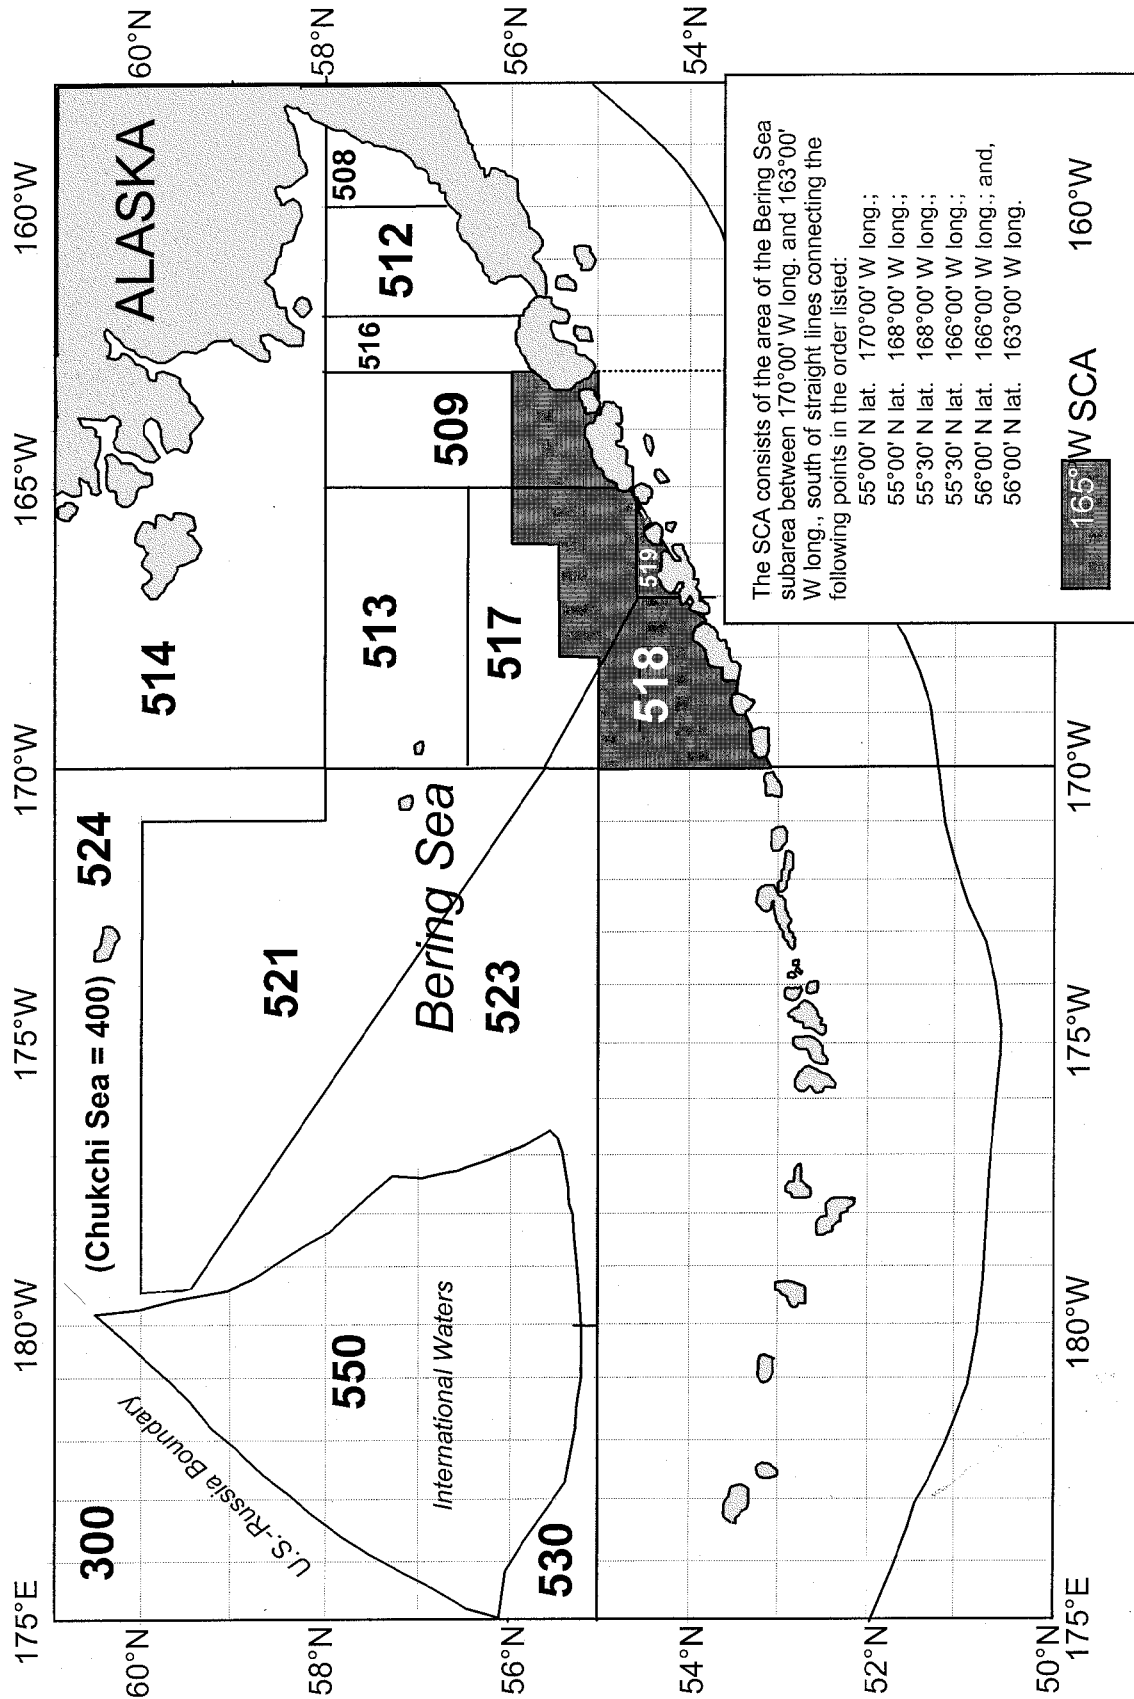 175°E
180°W
175°W
170°W
165°W
160°W
60°N
58°N
56°N
54°N
52°N
50°N
60°N
58°N
56°N
54°N
300
(Chukchi Sea = 400)
524
514
ALASKA
U.S.-Russia Boundary
521
513
516
508
512
550
International Waters
Bering Sea
523
517
509
530
518
519
The SCA consists of the area of the Bering Sea
subarea between 170°00' W long. and 163°00'
W long., south of straight lines connecting the
following points in the order listed:
55°00' N lat. 170°00' W long.;
55°00' N lat. 168°00' W long.;
55°30' N lat. 168°00' W long.;
55°30' N lat. 166°00' W long.;
56°00' N lat. 166°00' W long.; and,
56°00' N lat. 163°00' W long.
SCA
175°E
180°W
175°W
170°W
165°W
160°W